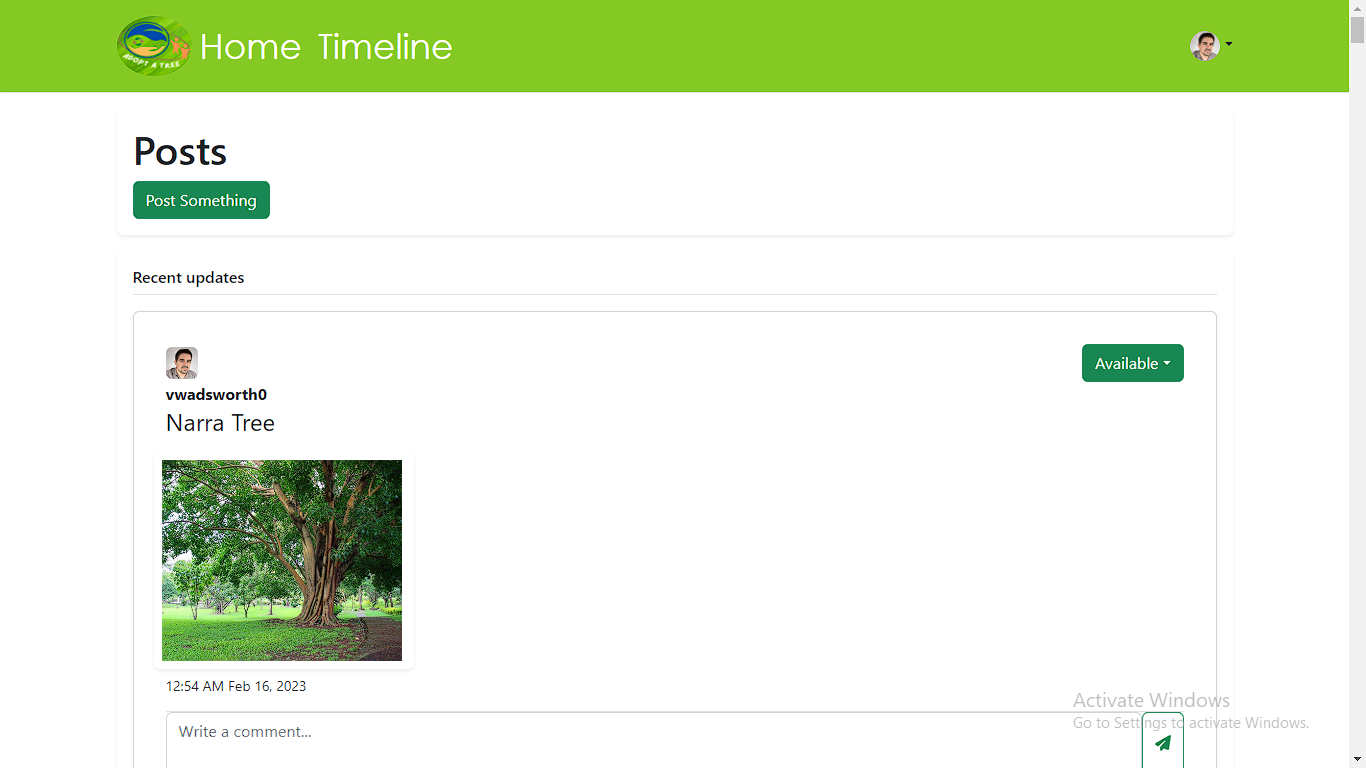 ADOPT A TREE
Home Timeline
Posts
Post Something
Recent updates
Available
vwadsworth0
Narra Tree
12:54 AM Feb 16, 2023
Write a comment...
Activate Windows
Go to Settings to activate Windows.